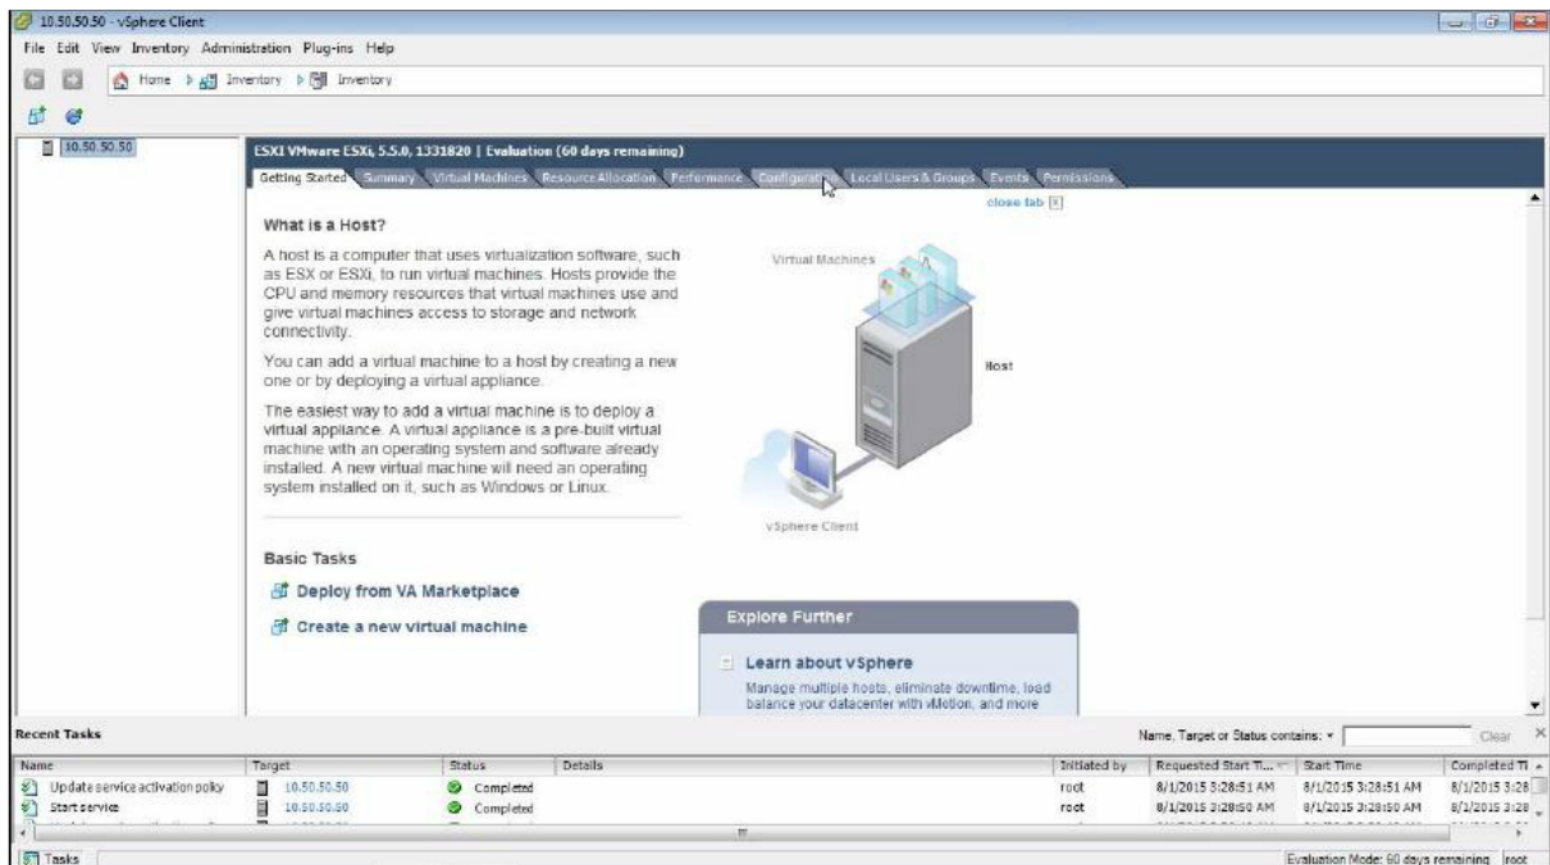 10.50.50.50 - vSphere Client
File Edit View Inventory Administration Plug-ins Help
Home Inventory Inventory
10.50.50.50
ESXI VMware ESXi, 5.5.0, 1331820 | Evaluation (60 days remaining)
Getting Started Summary Virtual Machines Resource Allocation Performance Configuration Local Users & Groups Events Permissions
close tab
What is a Host?
A host is a computer that uses virtualization software, such
as ESX or ESXi, to run virtual machines. Hosts provide the
CPU and memory resources that virtual machines use and
give virtual machines access to storage and network
connectivity.
You can add a virtual machine to a host by creating a new
one or by deploying a virtual appliance.
The easiest way to add a virtual machine is to deploy a
virtual appliance. A virtual appliance is a pre-built virtual
machine with an operating system and software already
installed. A new virtual machine will need an operating
system installed on it, such as Windows or Linux.
Virtual Machines
Host
vSphere Client
Basic Tasks
Deploy from VA Marketplace
Create a new virtual machine
Explore Further
Learn about vSphere
Manage multiple hosts, eliminate downtime, load
balance your datacenter with vMotion, and more
Recent Tasks
Name, Target or Status contains:
Clear
Name Target Status Details Initiated by Requested Start Ti... Start Time Completed Ti
Update service activation policy 10.50.50.50 Completed root 8/1/2015 3:28:51 AM 8/1/2015 3:28:51 AM 8/1/2015 3:28
Start service 10.50.50.50 Completed root 8/1/2015 3:28:50 AM 8/1/2015 3:28:50 AM 8/1/2015 3:28
Tasks
Evaluation Mode: 60 days remaining root